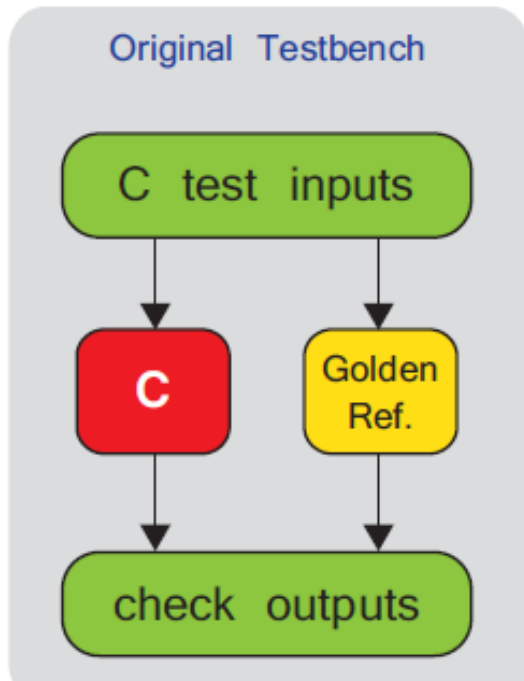 Original Testbench
C test inputs
C
Golden
Ref.
check outputs